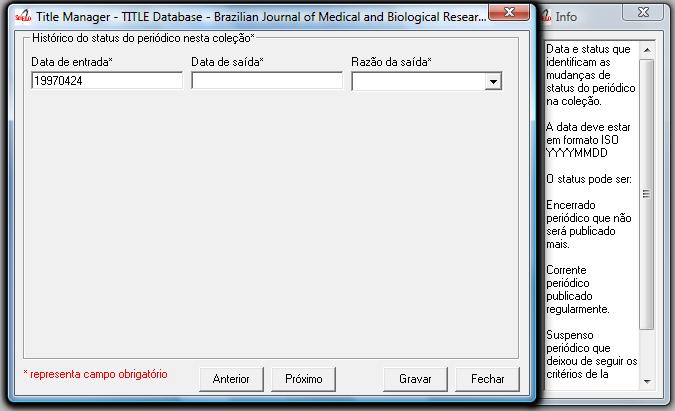 Title Manager - TITLE Database - Brazilian Journal of Medical and Biological Resear...
Histórico do status do periódico nesta coleção*
Data de entrada*
Data de saída*
Razão da saída*
19970424
* representa campo obrigatório
Anterior
Próximo
Gravar
Fechar
Info
Data e status que
identificam as
mudanças de
status do periódico
na coleção.
A data deve estar
em formato ISO
YYYYMMDD
O status pode ser:
Encerrado
periódico que não
será publicado
mais.
Corrente
periódico
publicado
regularmente.
Suspenso
periódico que
deixou de seguir os
critérios de la